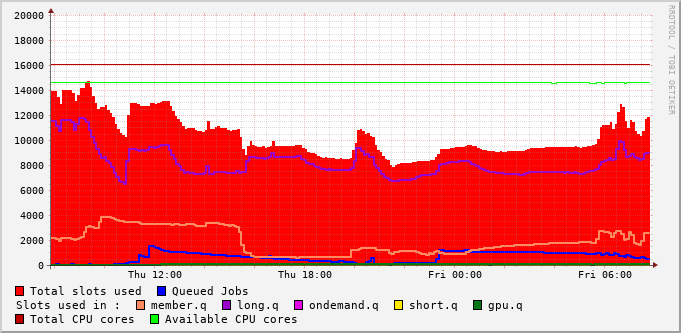 20000
18000
16000
14000
12000
10000
8000
6000
4000
2000
0
Thu 12:00 Thu 18:00 Fri 00:00 Fri 06:00
Total slots used Queued Jobs
Slots used in : member.q long.q ondemand.q short.q gpu.q
Total CPU cores Available CPU cores
RRDTOOL / TOBI OETIKER